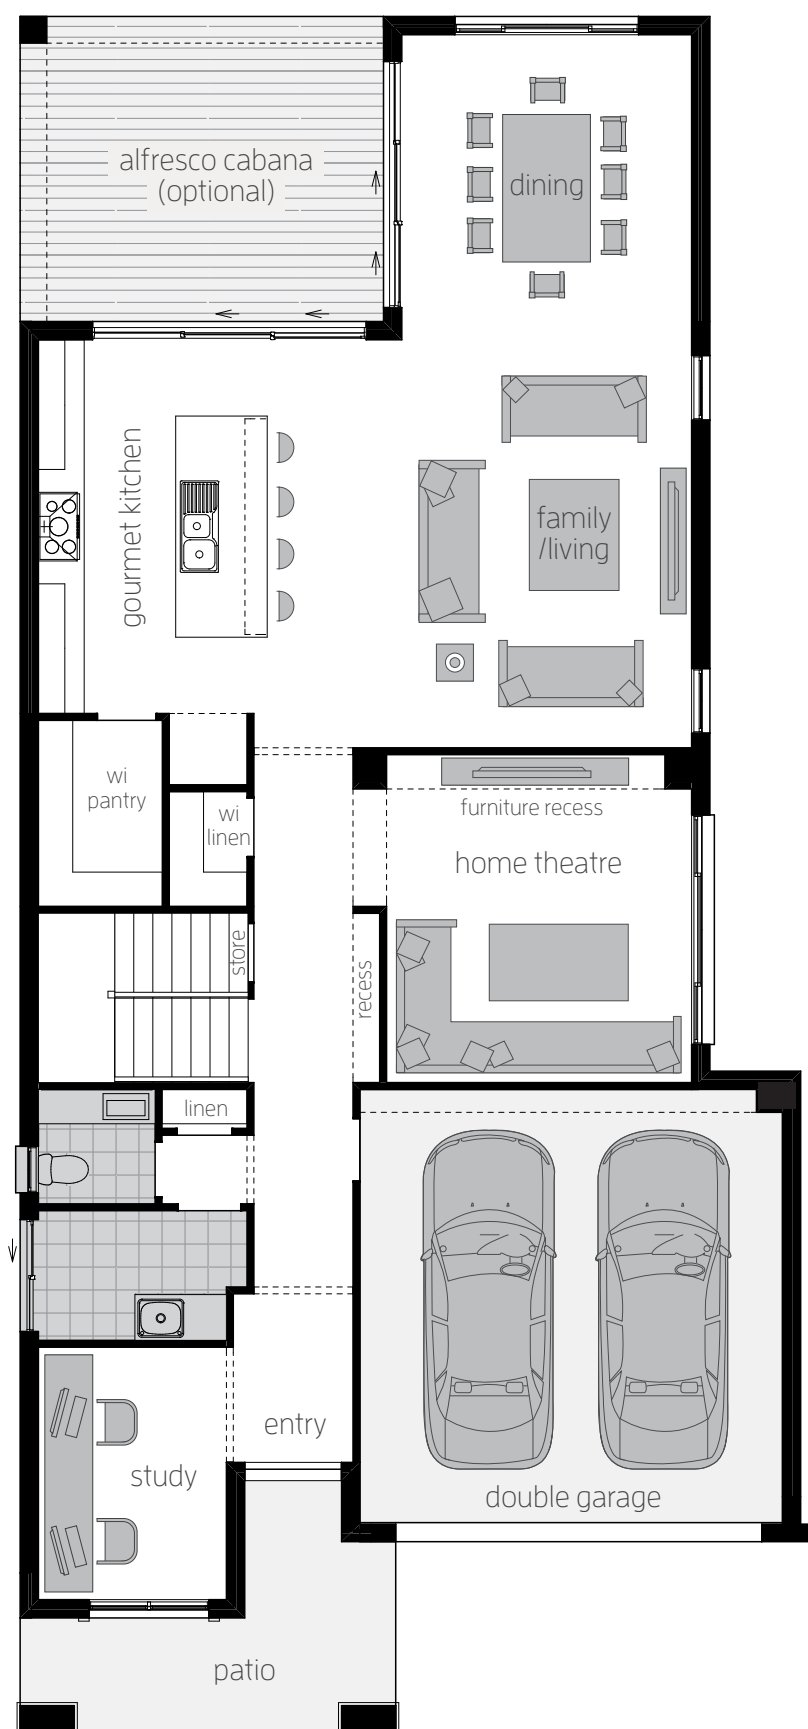 alfresco cabana
(optional)
dining
gourmet kitchen
family
/living
wi
pantry
wi
linen
furniture recess
home theatre
store
recess
linen
entry
study
double garage
patio